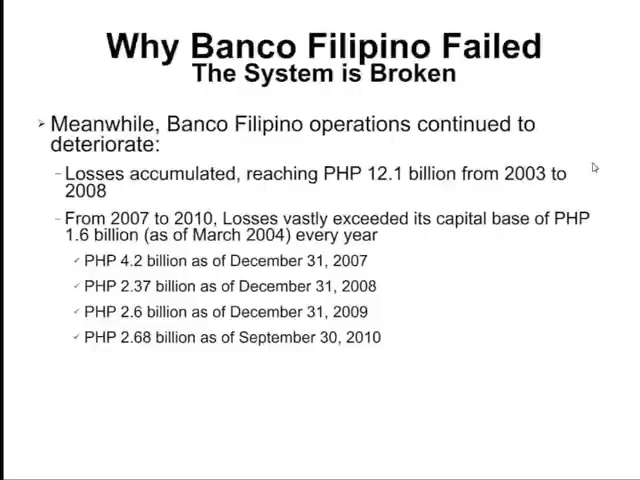 Why Banco Filipino Failed
The System is Broken
➢ Meanwhile, Banco Filipino operations continued to
deteriorate:
– Losses accumulated, reaching PHP 12.1 billion from 2003 to
2008
– From 2007 to 2010, Losses vastly exceeded its capital base of PHP
1.6 billion (as of March 2004) every year
✓ PHP 4.2 billion as of December 31, 2007
✓ PHP 2.37 billion as of December 31, 2008
✓ PHP 2.6 billion as of December 31, 2009
✓ PHP 2.68 billion as of September 30, 2010